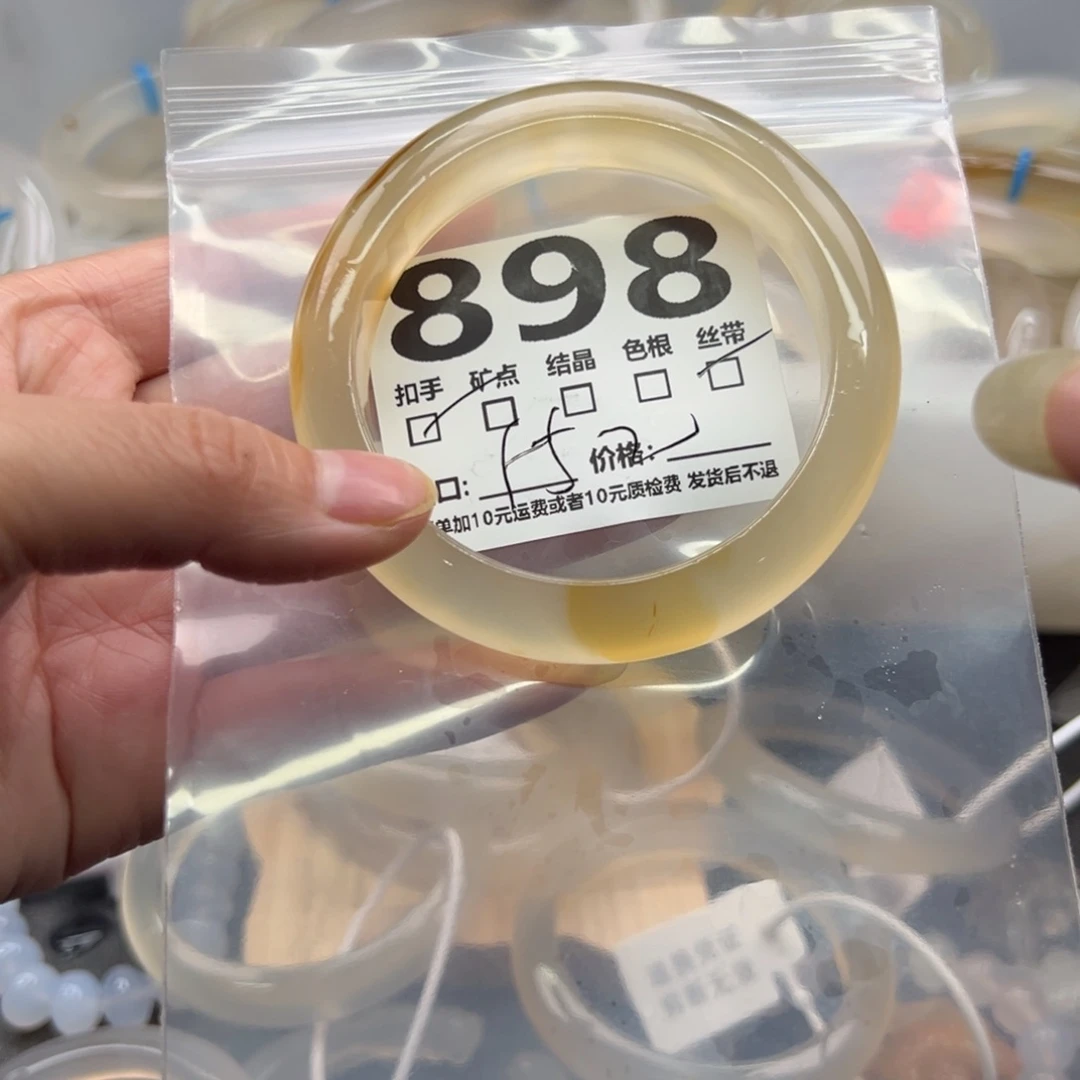 898
扣手 矿点 结晶 色根 丝带
口: 价格:
单加10元运费或者10元质检费 发货后不退